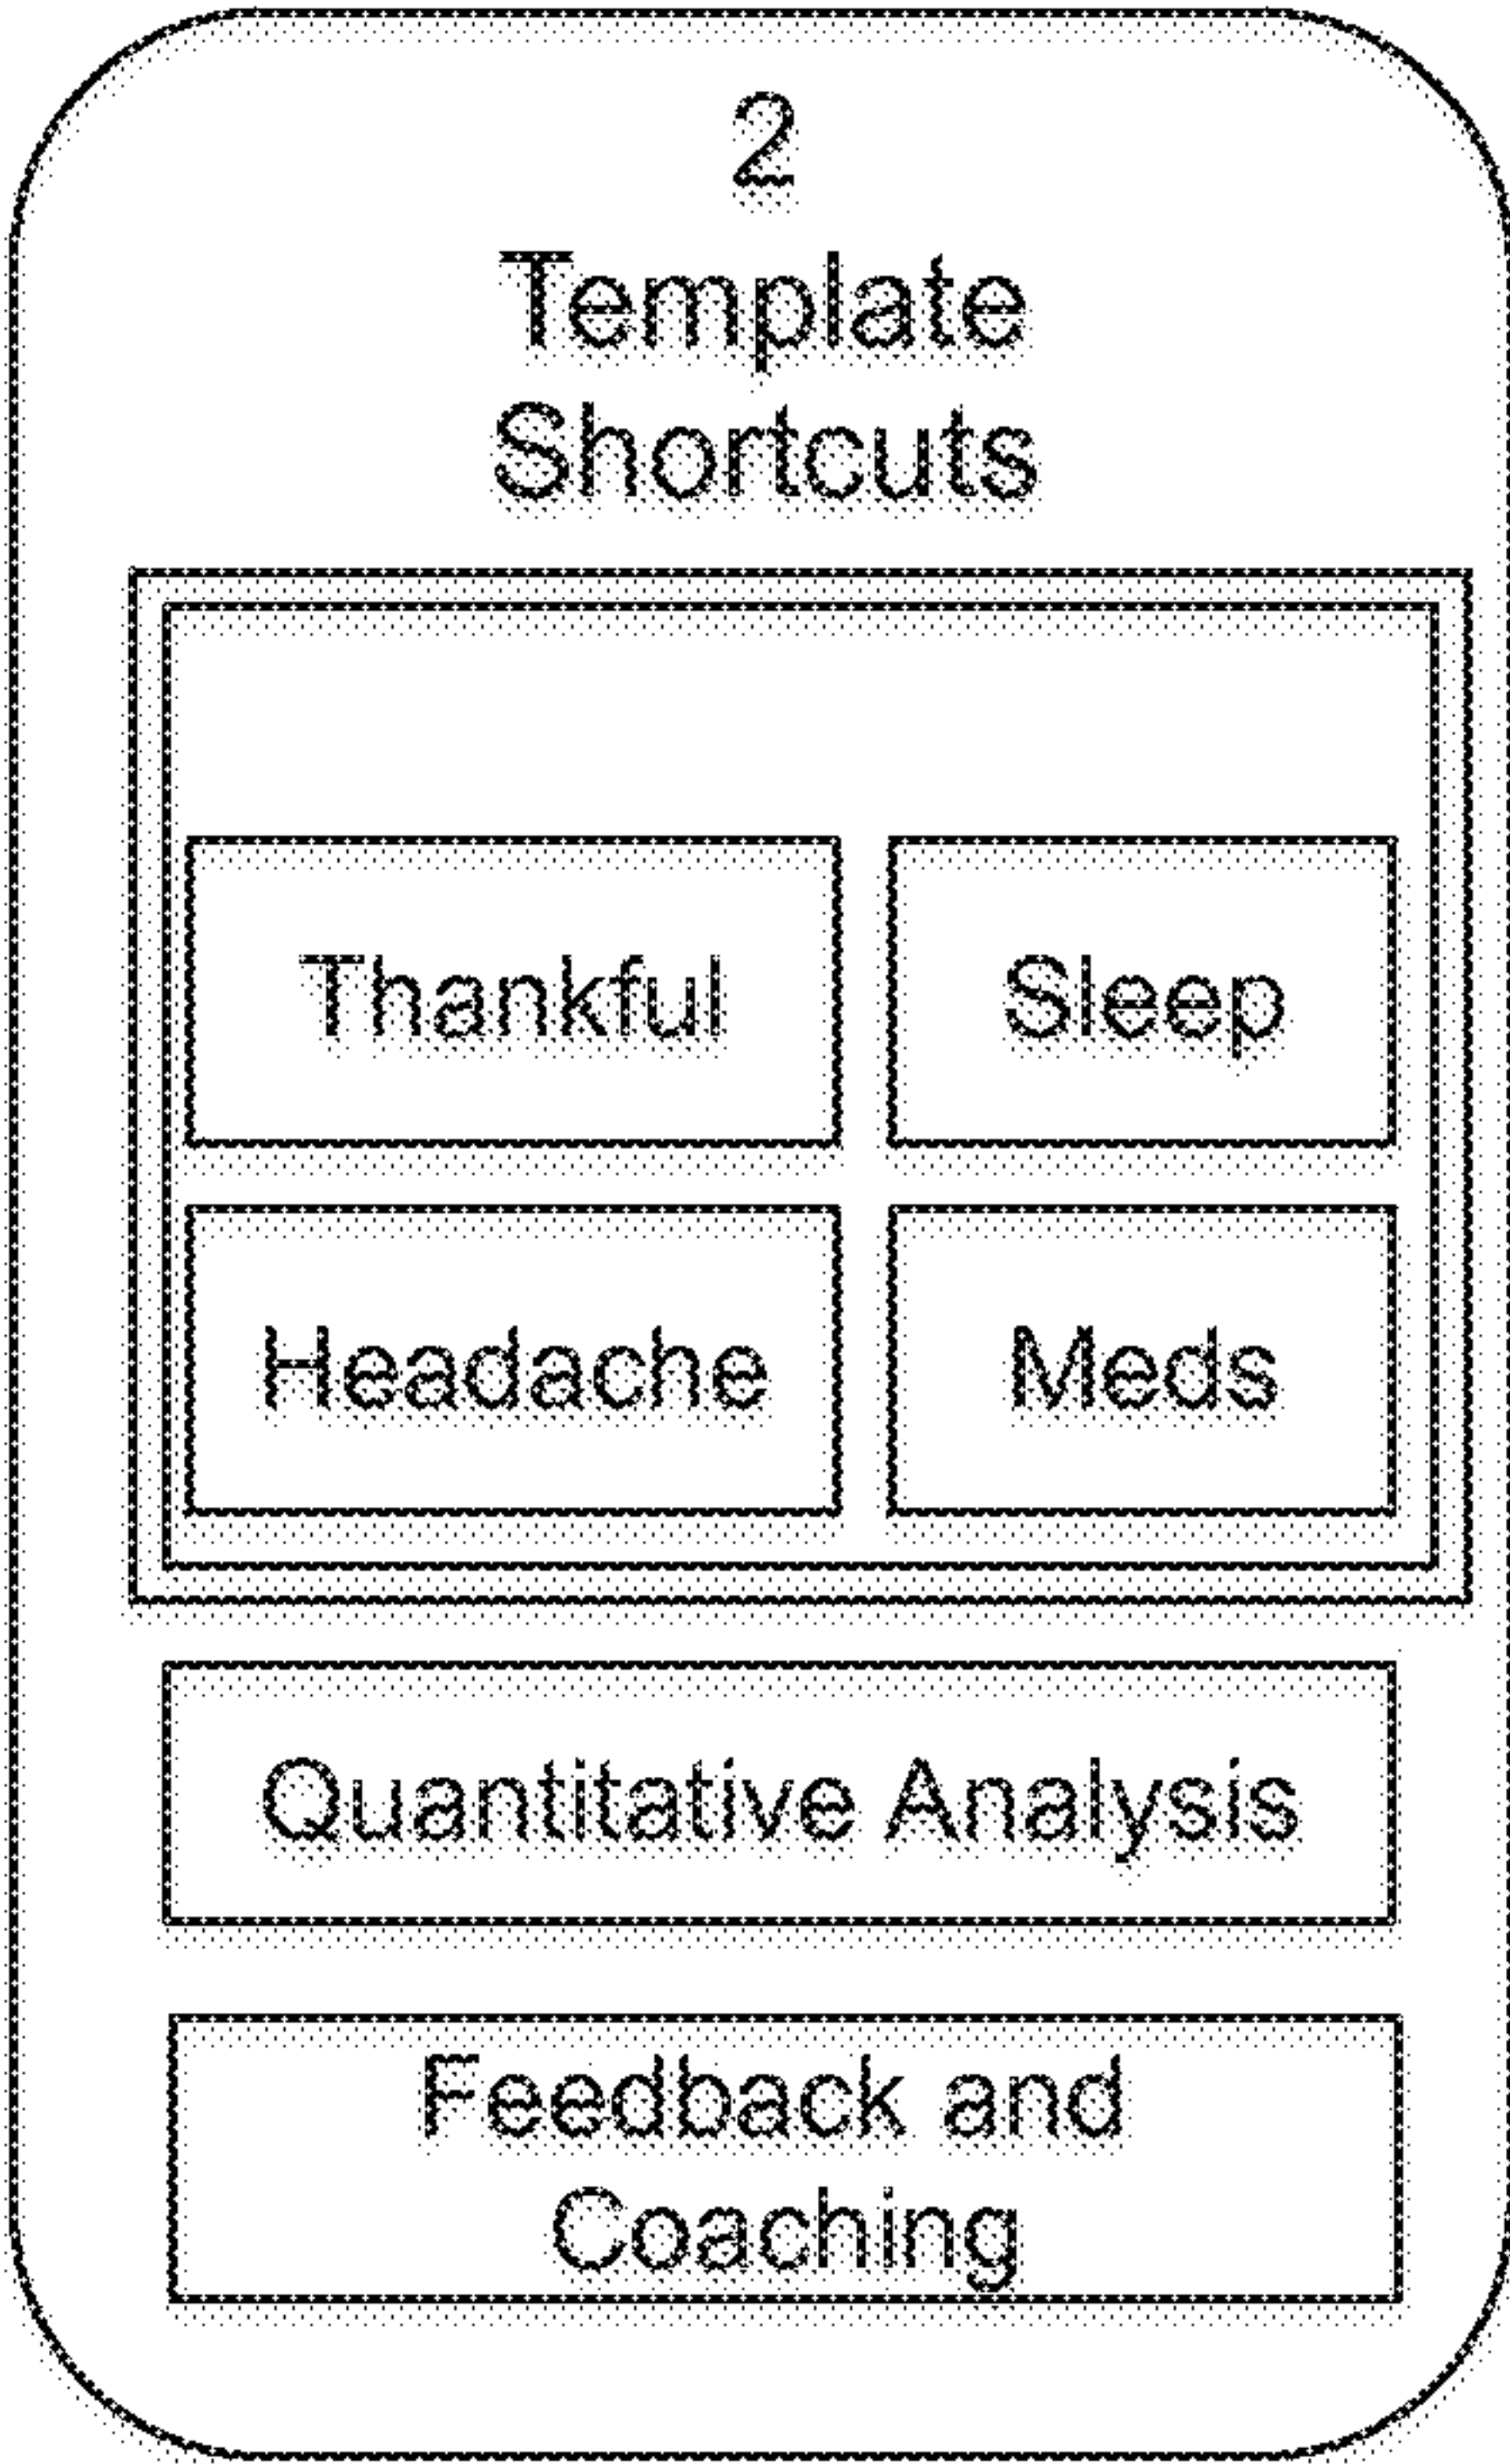 2
Template
Shortcuts
Thankful Sleep
Headache Meds
Quantitative Analysis
Feedback and
Coaching